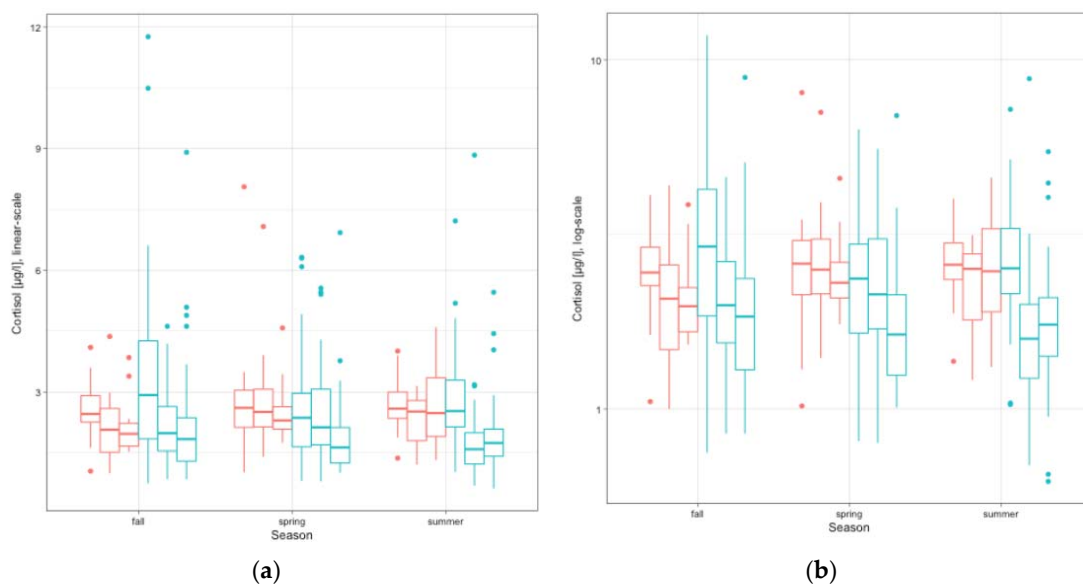 Cortisol [µg/l], linear-scale
12
9
6
3
fall
spring
summer
Season
(a)
Cortisol [µg/l], log-scale
10
1
fall
spring
summer
Season
(b)